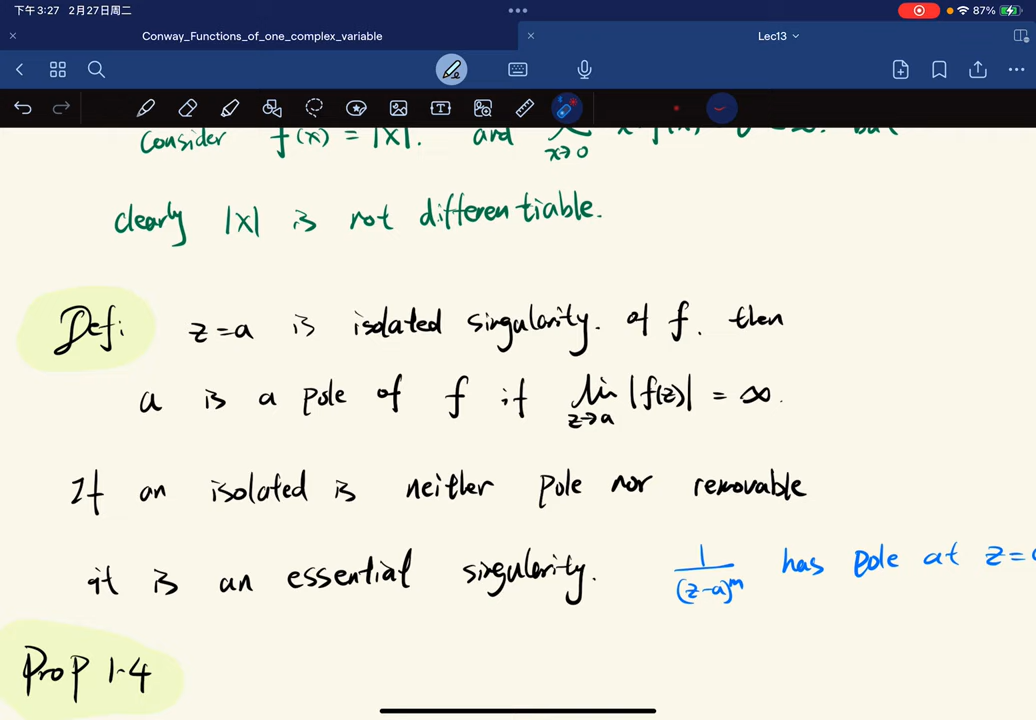 下午3:27 2月27日周二
87%
Conway_Functions_of_one_complex_variable
Lec13
consider f(x) = |x|. and x→0
clearly |x| is not differentiable.
Def: z=a is isolated singularity. of f. then
a is a pole of f if lim z→a |f(z)| = ∞.
If an isolated is neither pole nor removable
it is an essential singularity.
1/(z-a)^m has pole at z=
Prop 1-4